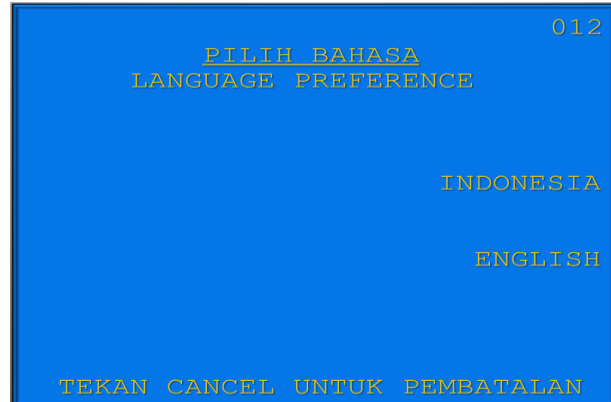 012
PILIH BAHASA
LANGUAGE PREFERENCE
INDONESIA
ENGLISH
TEKAN CANCEL UNTUK PEMBATALAN